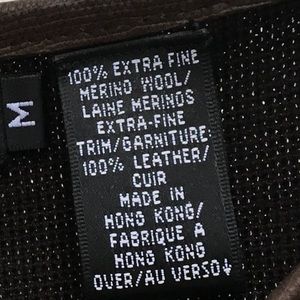 100% EXTRA FINE
MERINO WOOL/
LAINE MERINOS
EXTRA-FINE
TRIM/GARNITURE:
100% LEATHER/
CUIR
MADE IN
HONG KONG/
FABRIQUE A
HONG KONG
OVER/AU VERSO↓
M